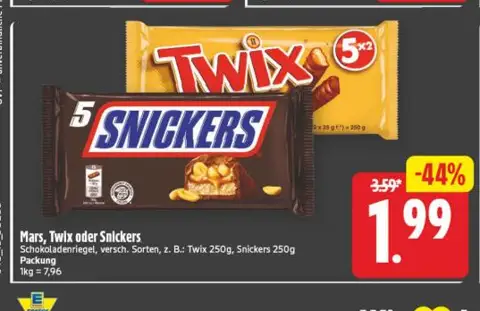 TWIX
5x2
5
SNICKERS
Mars, Twix oder Snickers
Schokoladenriegel, versch. Sorten, z. B.: Twix 250g, Snickers 250g
Packung
1kg = 7,96
-44%
3.59*
1.99
E